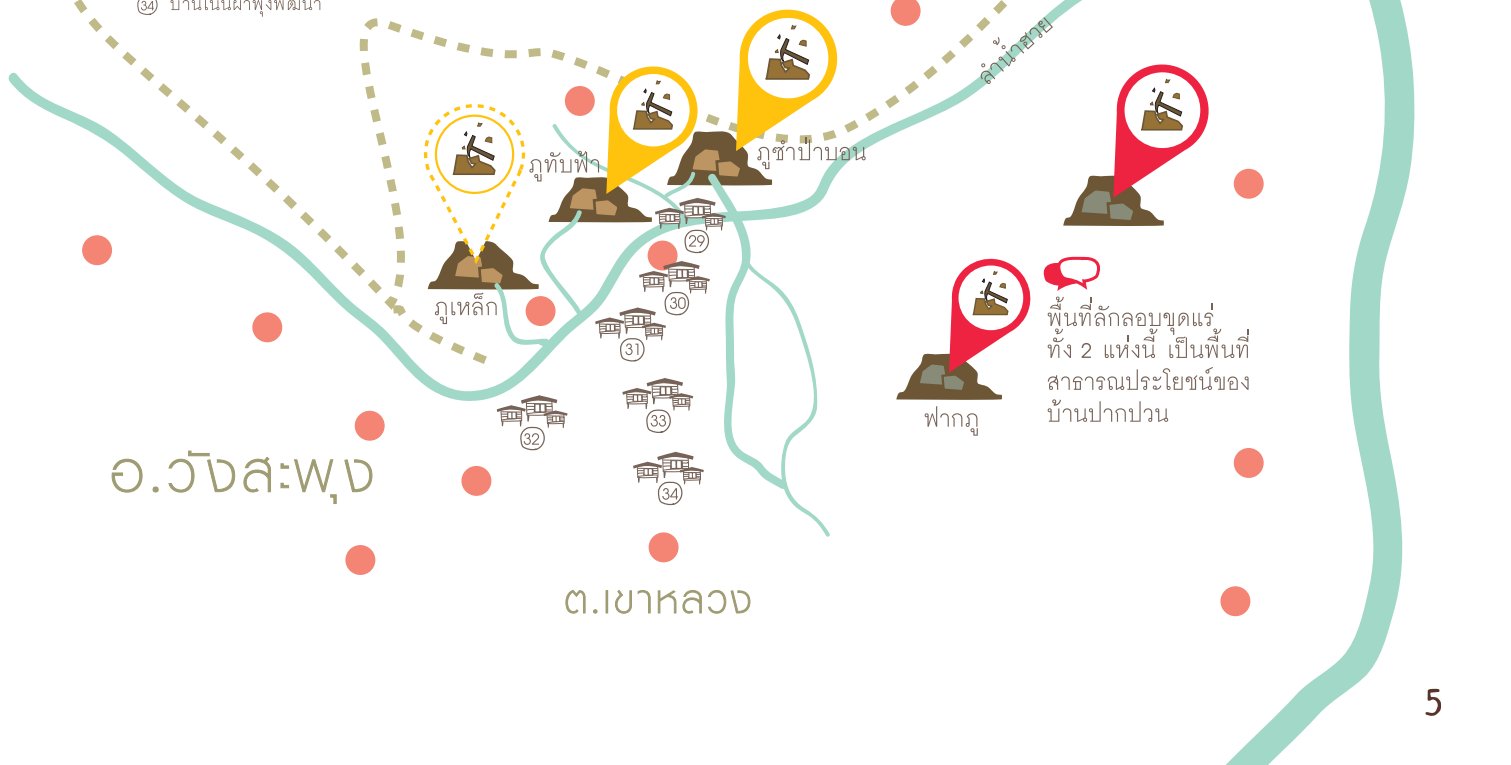 34 บ้านโนนผาพุงพัฒนา
ลำน้ำฮวย
ภูซำป่าบอน
ภูทับฟ้า
29
ภูเหล็ก
30
31
พื้นที่ลักลอบขุดแร่
ทั้ง 2 แห่งนี้ เป็นพื้นที่
สาธารณประโยชน์ของ
บ้านปากปวน
ฟากภู
33
32
อ.วังสะพุง
34
ต.เขาหลวง
5